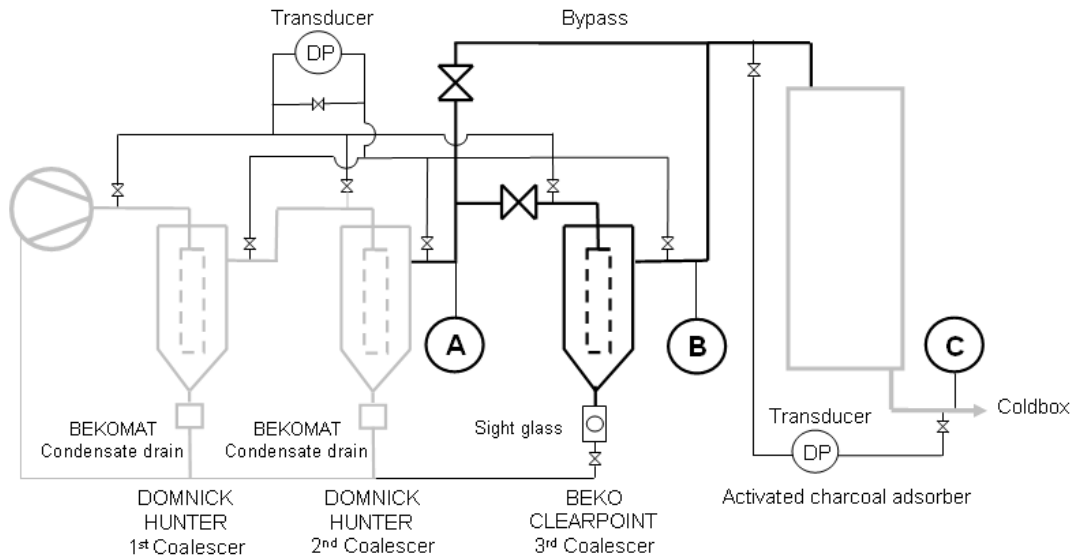 Transducer
Bypass
DP
A
B
C
Coldbox
Transducer
DP
Activated charcoal adsorber
BEKOMAT
Condensate drain
BEKOMAT
Condensate drain
Sight glass
DOMNICK
HUNTER
1st Coalescer
DOMNICK
HUNTER
2nd Coalescer
BEKO
CLEARPOINT
3rd Coalescer